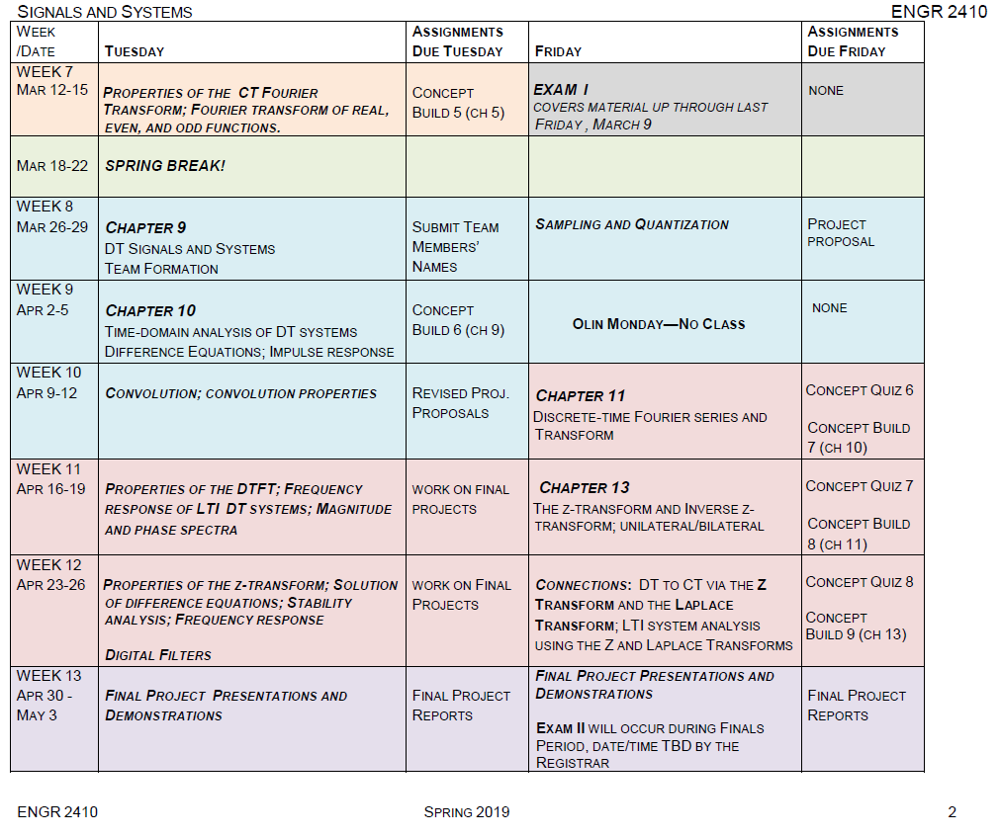 SIGNALS AND SYSTEMS
ENGR 2410
WEEK
/DATE
TUESDAY
ASSIGNMENTS
DUE TUESDAY
FRIDAY
ASSIGNMENTS
DUE FRIDAY
WEEK 7
MAR 12-15
PROPERTIES OF THE CT FOURIER
TRANSFORM; FOURIER TRANSFORM OF REAL,
EVEN, AND ODD FUNCTIONS.
CONCEPT
BUILD 5 (CH 5)
EXAM I
COVERS MATERIAL UP THROUGH LAST
FRIDAY , MARCH 9
NONE
MAR 18-22
SPRING BREAK!
WEEK 8
MAR 26-29
CHAPTER 9
DT SIGNALS AND SYSTEMS
TEAM FORMATION
SUBMIT TEAM
MEMBERS'
NAMES
SAMPLING AND QUANTIZATION
PROJECT
PROPOSAL
WEEK 9
APR 2-5
CHAPTER 10
TIME-DOMAIN ANALYSIS OF DT SYSTEMS
DIFFERENCE EQUATIONS; IMPULSE RESPONSE
CONCEPT
BUILD 6 (CH 9)
OLIN MONDAY—NO CLASS
NONE
WEEK 10
APR 9-12
CONVOLUTION; CONVOLUTION PROPERTIES
REVISED PROJ.
PROPOSALS
CHAPTER 11
DISCRETE-TIME FOURIER SERIES AND
TRANSFORM
CONCEPT QUIZ 6
CONCEPT BUILD
7 (CH 10)
WEEK 11
APR 16-19
PROPERTIES OF THE DTFT; FREQUENCY
RESPONSE OF LTI DT SYSTEMS; MAGNITUDE
AND PHASE SPECTRA
WORK ON FINAL
PROJECTS
CHAPTER 13
THE Z-TRANSFORM AND INVERSE Z-
TRANSFORM; UNILATERAL/BILATERAL
CONCEPT QUIZ 7
CONCEPT BUILD
8 (CH 11)
WEEK 12
APR 23-26
PROPERTIES OF THE Z-TRANSFORM; SOLUTION
OF DIFFERENCE EQUATIONS; STABILITY
ANALYSIS; FREQUENCY RESPONSE
DIGITAL FILTERS
WORK ON FINAL
PROJECTS
CONNECTIONS: DT TO CT VIA THE Z
TRANSFORM AND THE LAPLACE
TRANSFORM; LTI SYSTEM ANALYSIS
USING THE Z AND LAPLACE TRANSFORMS
CONCEPT QUIZ 8
CONCEPT
BUILD 9 (CH 13)
WEEK 13
APR 30 -
MAY 3
FINAL PROJECT PRESENTATIONS AND
DEMONSTRATIONS
FINAL PROJECT
REPORTS
FINAL PROJECT PRESENTATIONS AND
DEMONSTRATIONS
EXAM II WILL OCCUR DURING FINALS
PERIOD, DATE/TIME TBD BY THE
REGISTRAR
FINAL PROJECT
REPORTS
ENGR 2410
SPRING 2019
2